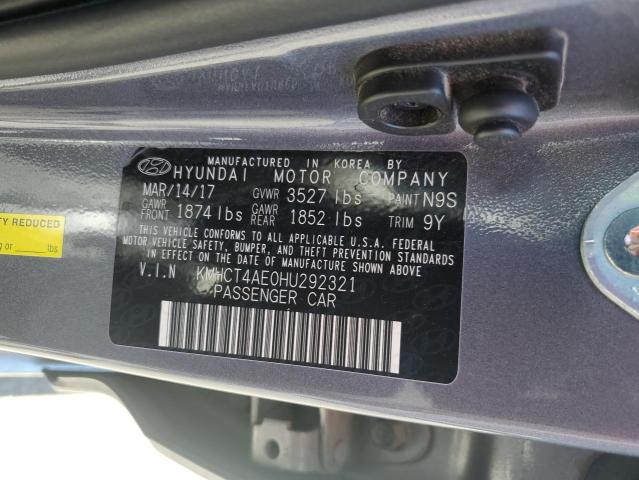 MANUFACTURED IN KOREA BY
HYUNDAI MOTOR COMPANY
MAR/14/17 GVWR 3527 lbs PAINT N9S
GAWR FRONT 1874 lbs GAWR REAR 1852 lbs TRIM 9Y
THIS VEHICLE CONFORMS TO ALL APPLICABLE U.S.A. FEDERAL
MOTOR VEHICLE SAFETY, BUMPER, AND THEFT PREVENTION STANDARDS
IN EFFECT ON THE DATE OF MANUFACTURE SHOWN ABOVE.
V.I.N KMHCT4AE0HU292321
PASSENGER CAR
Y REDUCED
g or ____lbs